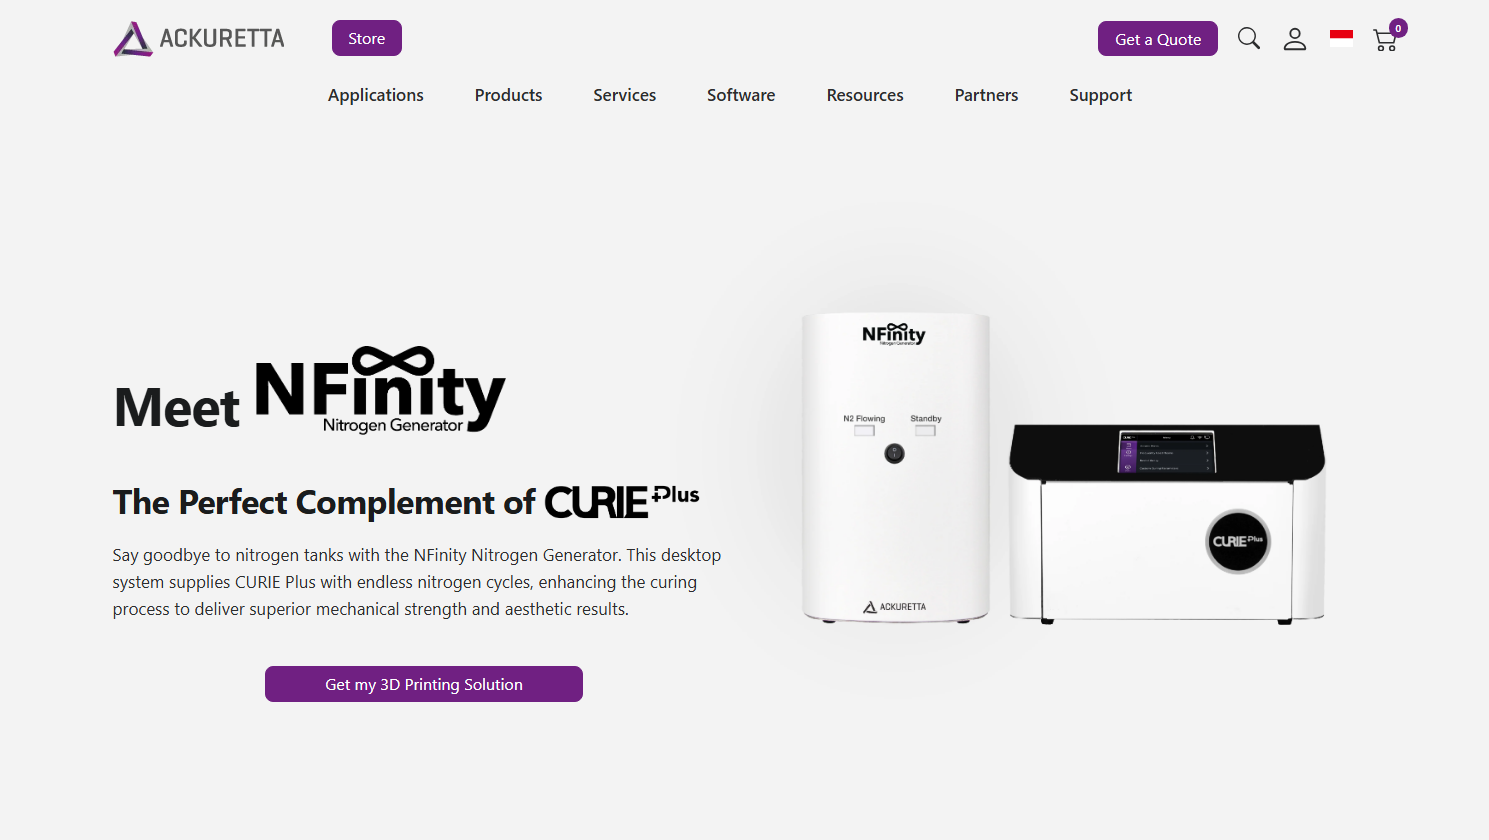 ACKURETTA
Store
Get a Quote
0
Applications
Products
Services
Software
Resources
Partners
Support
Meet NFinity
Nitrogen Generator
The Perfect Complement of CURIE Plus
Say goodbye to nitrogen tanks with the NFinity Nitrogen Generator. This desktop
system supplies CURIE Plus with endless nitrogen cycles, enhancing the curing
process to deliver superior mechanical strength and aesthetic results.
Get my 3D Printing Solution
NFinity
Nitrogen Generator
N2 Flowing
Standby
ACKURETTA
CURIE Plus